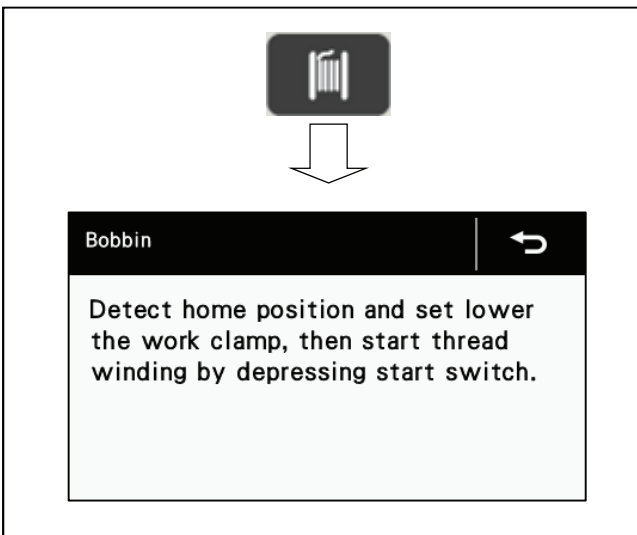 Bobbin
Detect home position and set lower
the work clamp, then start thread
winding by depressing start switch.